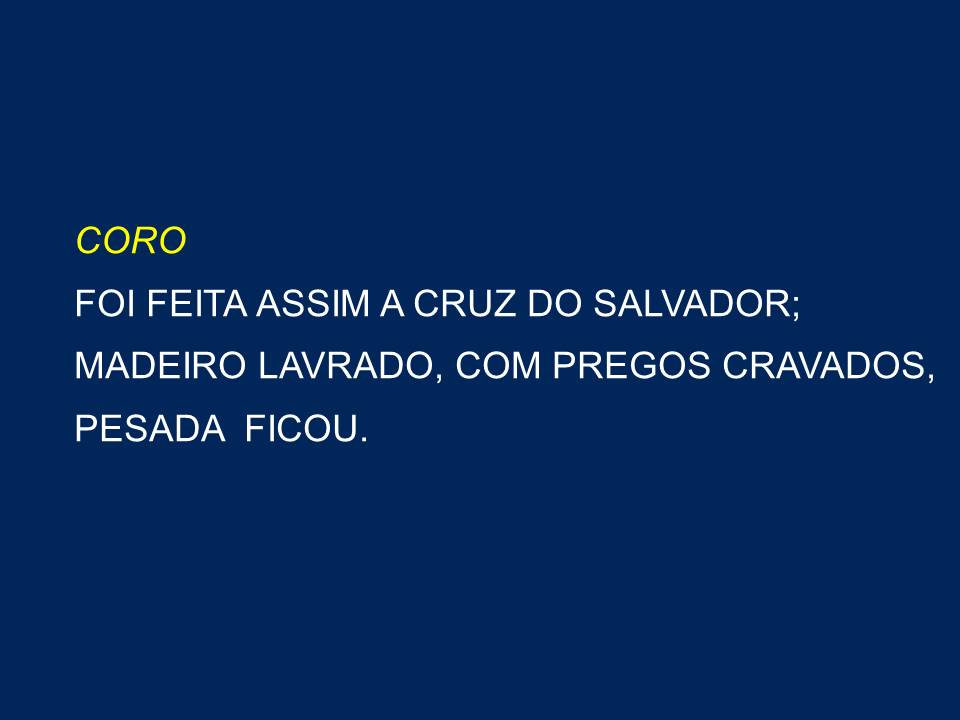 CORO
FOI FEITA ASSIM A CRUZ DO SALVADOR;
MADEIRO LAVRADO, COM PREGOS CRAVADOS,
PESADA  FICOU.